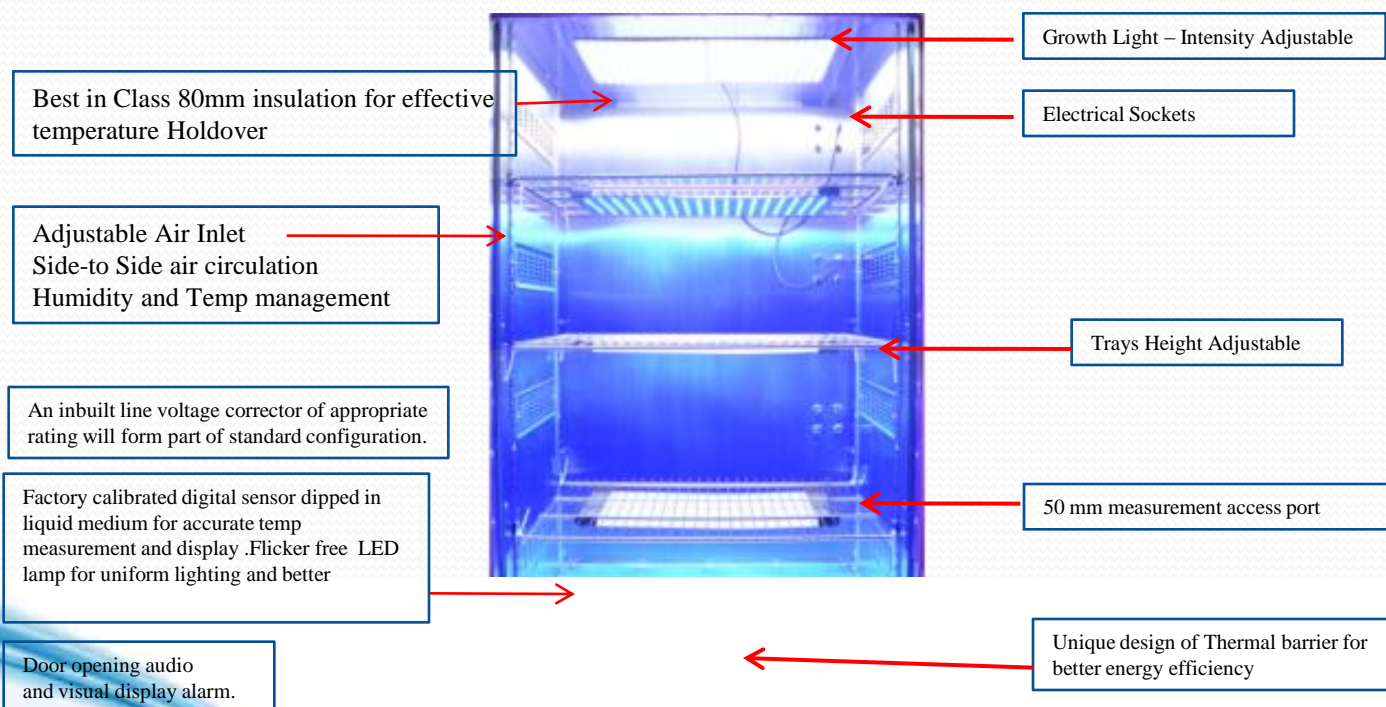 Growth Light – Intensity Adjustable
Best in Class 80mm insulation for effective
temperature Holdover
Electrical Sockets
Adjustable Air Inlet
Side-to Side air circulation
Humidity and Temp management
Trays Height Adjustable
An inbuilt line voltage corrector of appropriate
rating will form part of standard configuration.
Factory calibrated digital sensor dipped in
liquid medium for accurate temp
measurement and display .Flicker free LED
lamp for uniform lighting and better
50 mm measurement access port
Unique design of Thermal barrier for
better energy efficiency
Door opening audio
and visual display alarm.